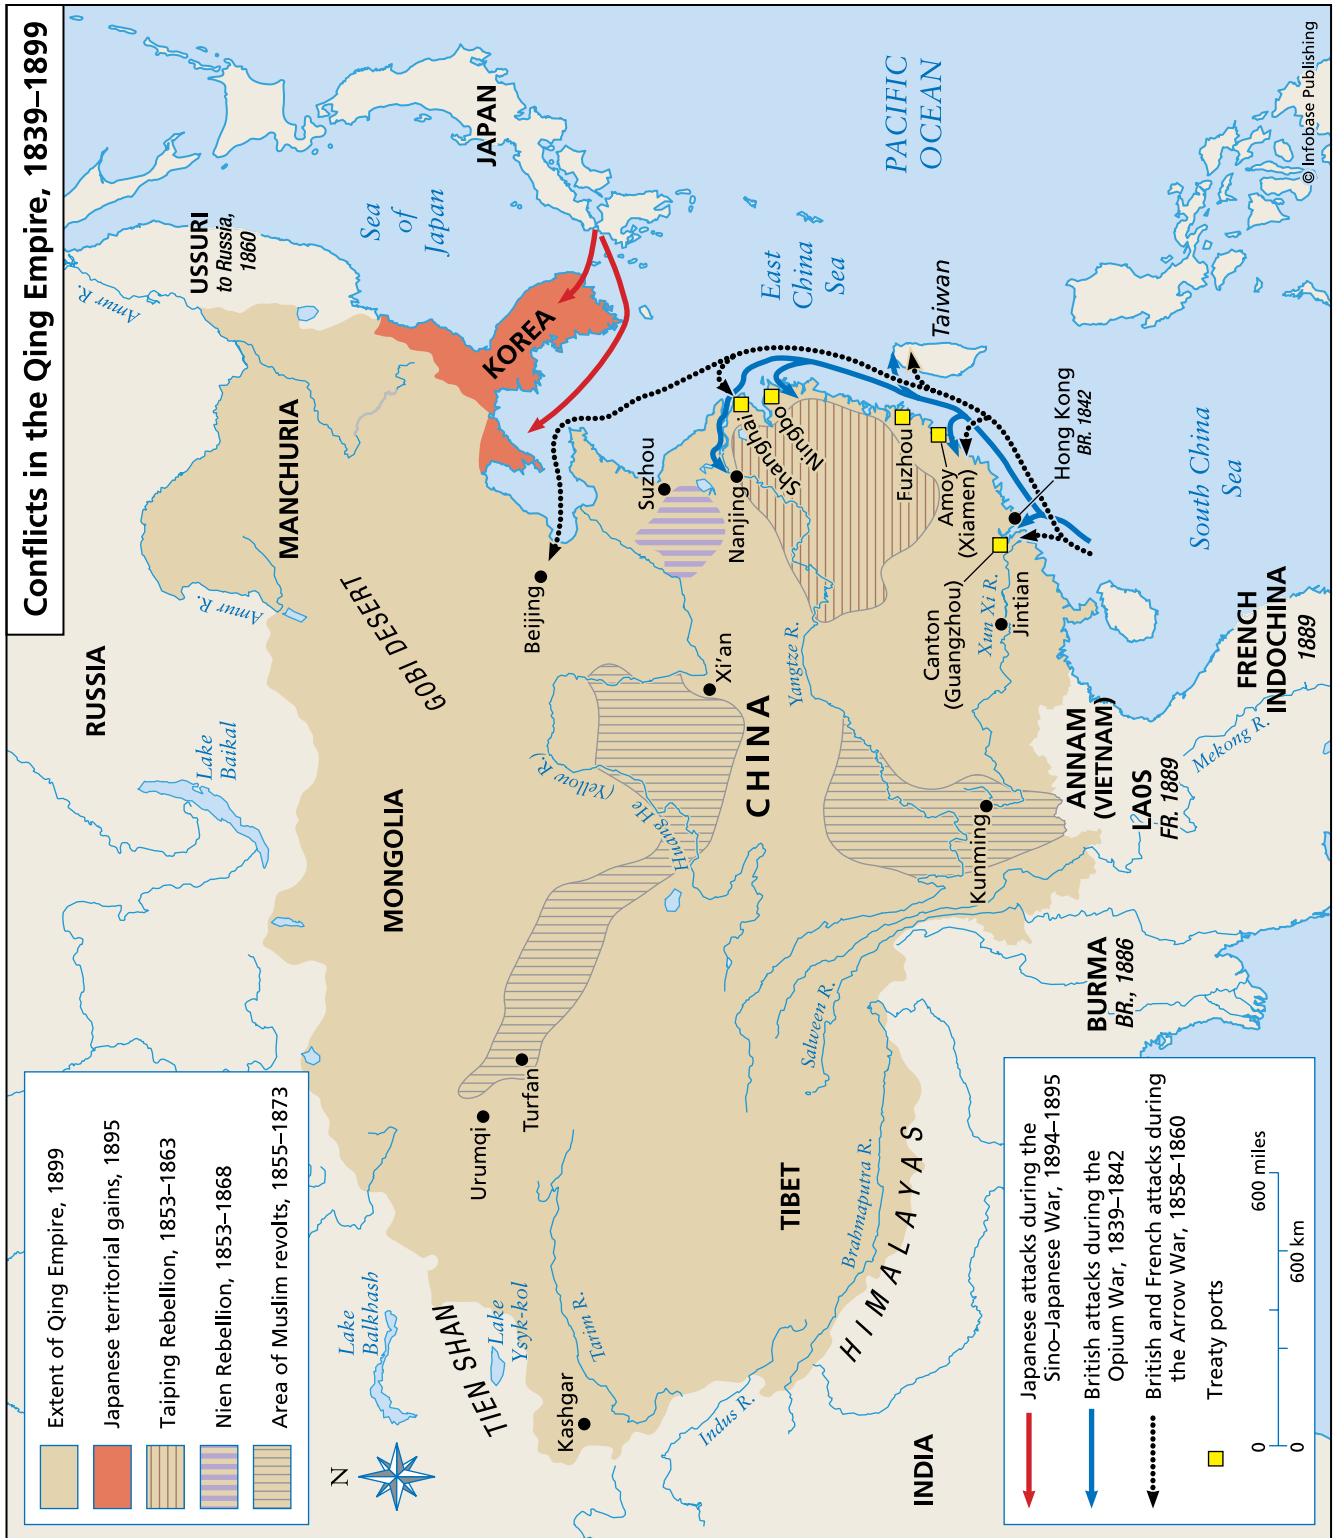 Conflicts in the Qing Empire, 1839–1899
Extent of Qing Empire, 1899
Japanese territorial gains, 1895
Taiping Rebellion, 1853–1863
Nien Rebellion, 1853–1868
Area of Muslim revolts, 1855–1873
N
RUSSIA
Lake
Baikal
Amur R.
Amur R.
USSURI
to Russia,
1860
MANCHURIA
GOBI DESERT
MONGOLIA
Lake
Balkhash
TIEN SHAN
Lake
Ysyk-kol
Kashgar
Tarim R.
Urumqi
Turfan
Sea
of
Japan
JAPAN
KOREA
Beijing
Suzhou
Nanjing
Shanghai
Ningbo
Xi'an
Huang He
(Yellow R.)
CHINA
Yangtze R.
East
China
Sea
PACIFIC
OCEAN
Taiwan
Fuzhou
Amoy
(Xiamen)
Hong Kong
BR. 1842
Canton
(Guangzhou)
Xun Xi R.
Jintian
Kunming
South China
Sea
TIBET
Salween R.
Brahmaputra R.
HIMALAYAS
Indus R.
INDIA
BURMA
BR., 1886
ANNAM
(VIETNAM)
LAOS
FR. 1889
Mekong R.
FRENCH
INDOCHINA
1889
Japanese attacks during the
Sino–Japanese War, 1894–1895
British attacks during the
Opium War, 1839–1842
British and French attacks during
the Arrow War, 1858–1860
Treaty ports
0 600 miles
0 600 km
© Infobase Publishing